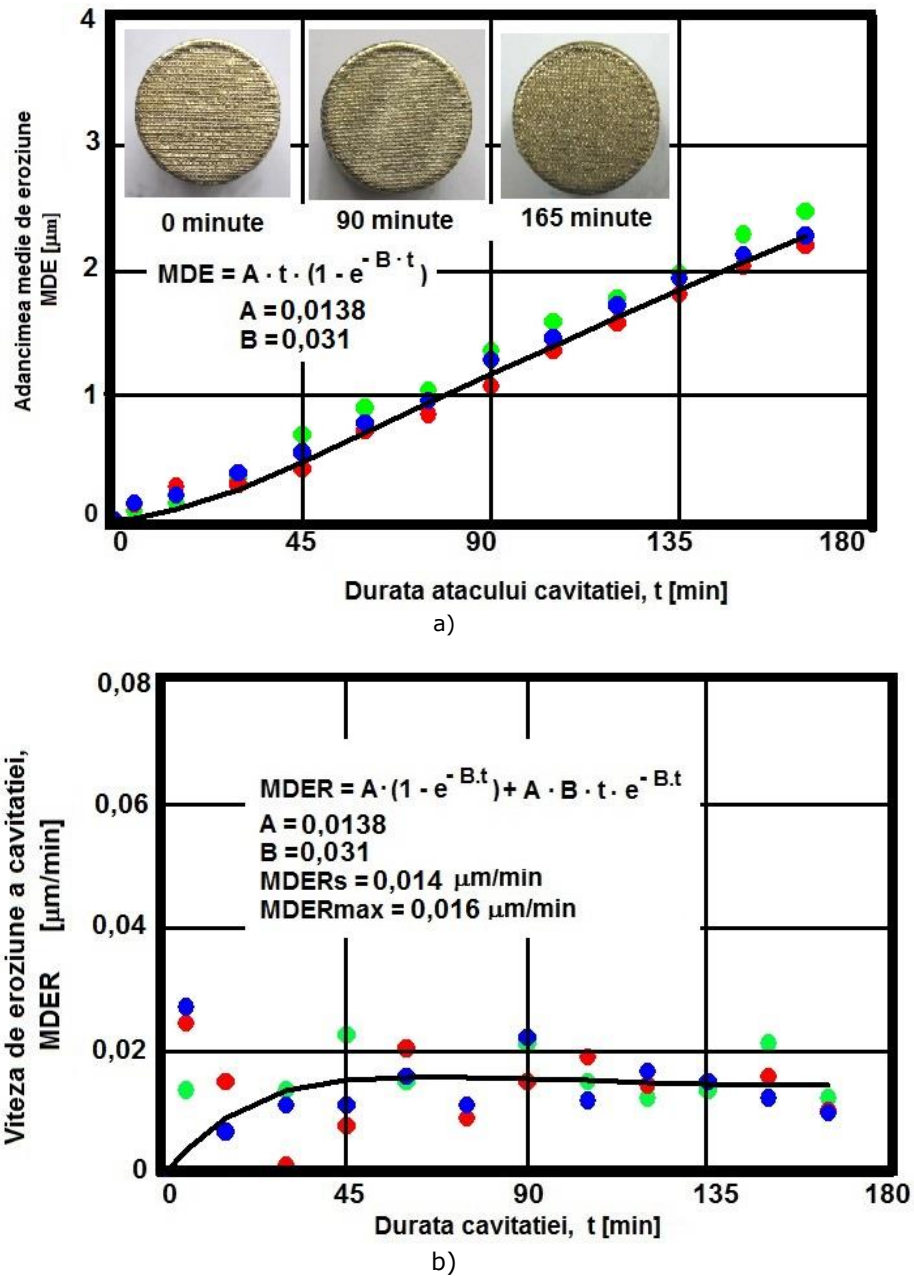 4
3
2
1
0
Adancimea medie de eroziune
MDE [μm]
0 minute
90 minute
165 minute
MDE = A · t · (1 - e^- B · t)
A = 0,0138
B = 0,031
0 45 90 135 180
Durata atacului cavitatiei, t [min]
a)
0,08
0,06
0,04
0,02
0
Viteza de eroziune a cavitatiei,
MDER [μm/min]
MDER = A·(1 - e^- B.t) + A · B · t · e^- B.t
A = 0,0138
B =0,031
MDERs = 0,014 μm/min
MDERmax = 0,016 μm/min
0 45 90 135 180
Durata cavitatiei, t [min]
b)